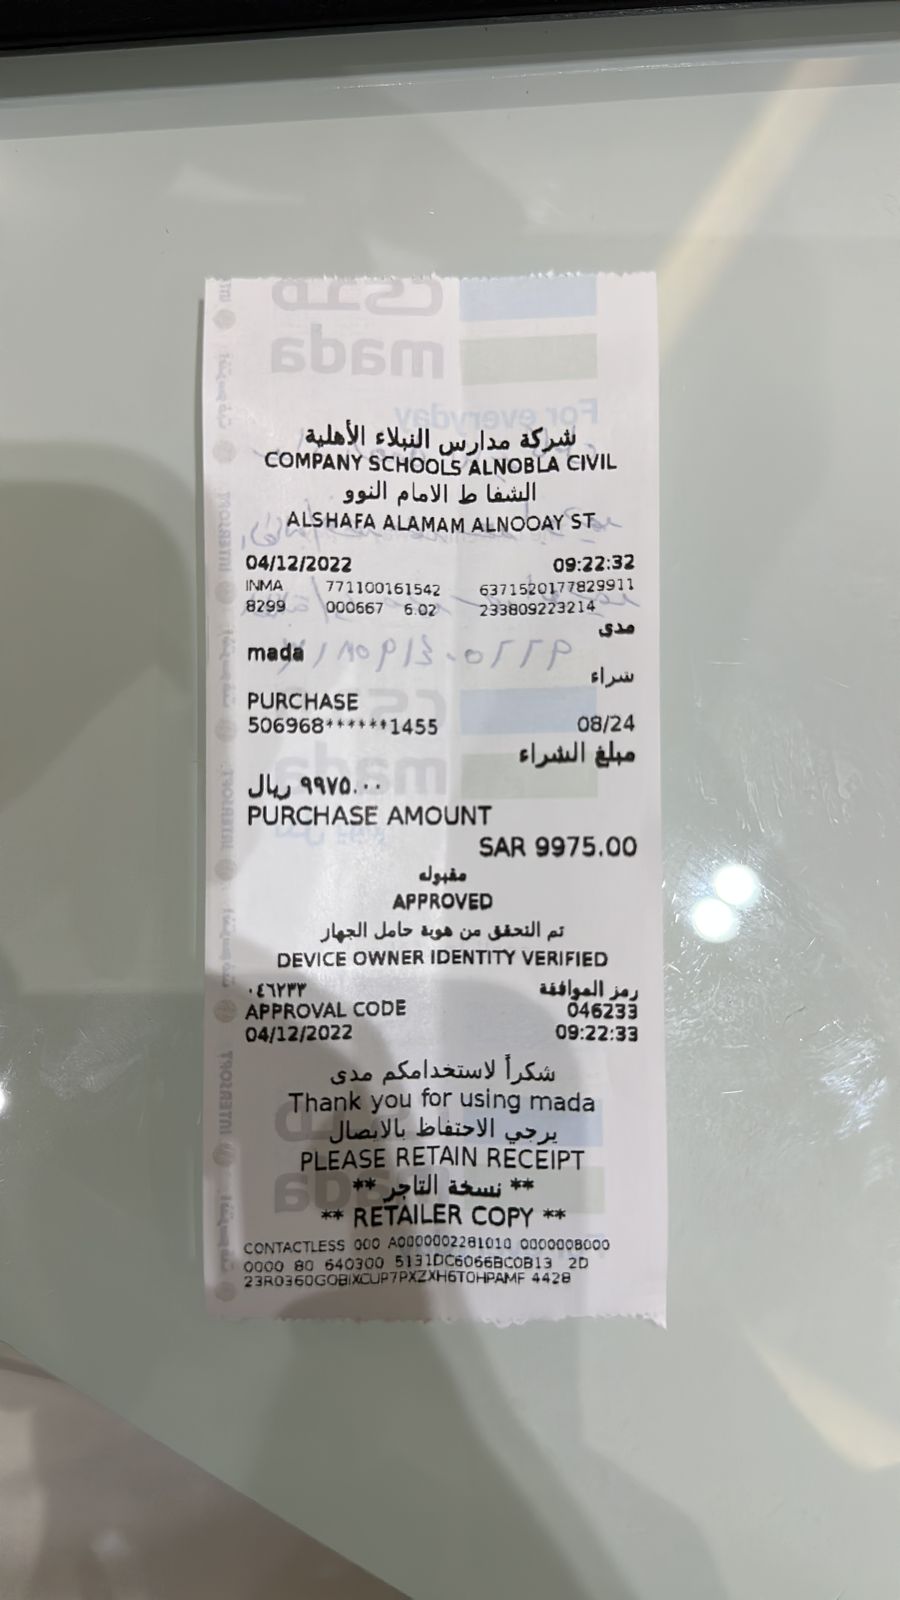 شركة مدارس النبلاء الأهلية
COMPANY SCHOOLS ALNOBLA CIVIL
الشفا ط الامام النوو
ALSHAFA ALAMAM ALNOOAY ST
04/12/2022 09:22:32
INMA 771100161542 6371520177829911
8299 000667 6.02 233809223214
مدى
mada
شراء
PURCHASE
506968******1455 08/24
مبلغ الشراء
٩٩٧٥.٠٠ ريال
PURCHASE AMOUNT
SAR 9975.00
مقبوله
APPROVED
تم التحقق من هوية حامل الجهاز
DEVICE OWNER IDENTITY VERIFIED
رمز الموافقة ٠٤٦٢٣٣
APPROVAL CODE 046233
04/12/2022 09:22:33
شكراً لاستخدامكم مدى
Thank you for using mada
يرجي الاحتفاظ بالايصال
PLEASE RETAIN RECEIPT
** نسخة التاجر **
** RETAILER COPY **
CONTACTLESS 000 A0000002281010 0000008000
0000 80 640300 5131DC6066BC0B13 2D
23R0360GOBIXCUP7PXZXH6T0HPAMF 4428